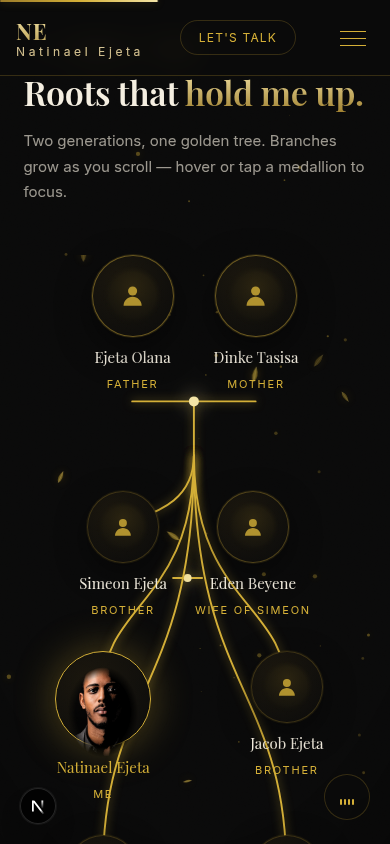 NE
Natinael Ejeta
LET'S TALK
Roots that hold me up.
Two generations, one golden tree. Branches
grow as you scroll — hover or tap a medallion to
focus.
Ejeta Olana
FATHER
Dinke Tasisa
MOTHER
Simeon Ejeta
BROTHER
Eden Beyene
WIFE OF SIMEON
Natinael Ejeta
ME
Jacob Ejeta
BROTHER
N